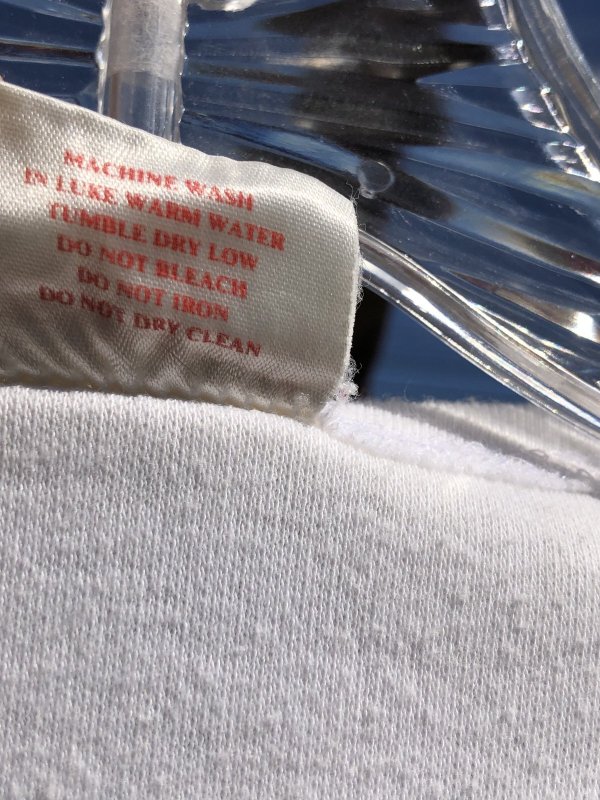 MACHINE WASH
IN LUKE WARM WATER
TUMBLE DRY LOW
DO NOT BLEACH
DO NOT IRON
DO NOT DRY CLEAN